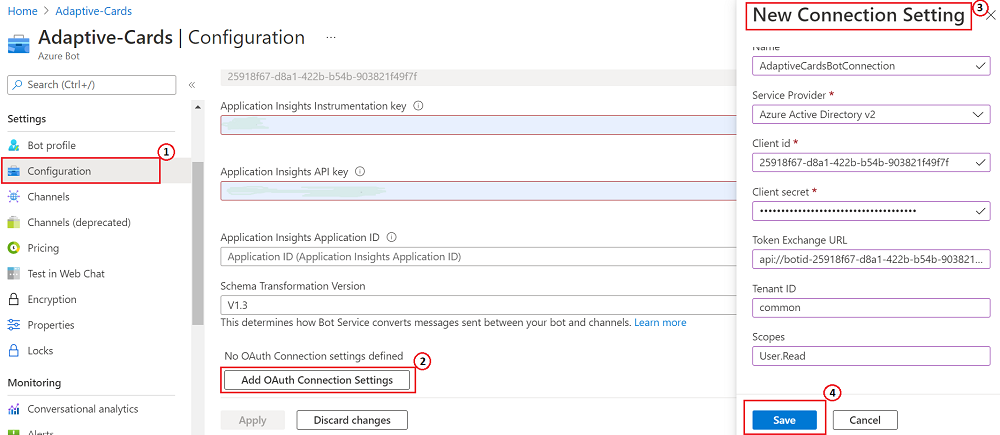 Home > Adaptive-Cards
Adaptive-Cards | Configuration ...
Azure Bot
Search (Ctrl+/) «
Settings
Bot profile
1
Configuration
Channels
Channels (deprecated)
Pricing
Test in Web Chat
Encryption
Properties
Locks
Monitoring
Conversational analytics
Alerts
25918f67-d8a1-422b-b54b-903821f49f7f
Application Insights Instrumentation key
Application Insights API key
Application Insights Application ID
Application ID (Application Insights Application ID)
Schema Transformation Version
V1.3
This determines how Bot Service converts messages sent between your bot and channels. Learn more
No OAuth Connection settings defined
2
Add OAuth Connection Settings
Apply Discard changes
3
New Connection Setting
Name
AdaptiveCardsBotConnection
Service Provider *
Azure Active Directory v2
Client id *
25918f67-d8a1-422b-b54b-903821f49f7f
Client secret *
Token Exchange URL
api://botid-25918f67-d8a1-422b-b54b-903821...
Tenant ID
common
Scopes
User.Read
4
Save Cancel